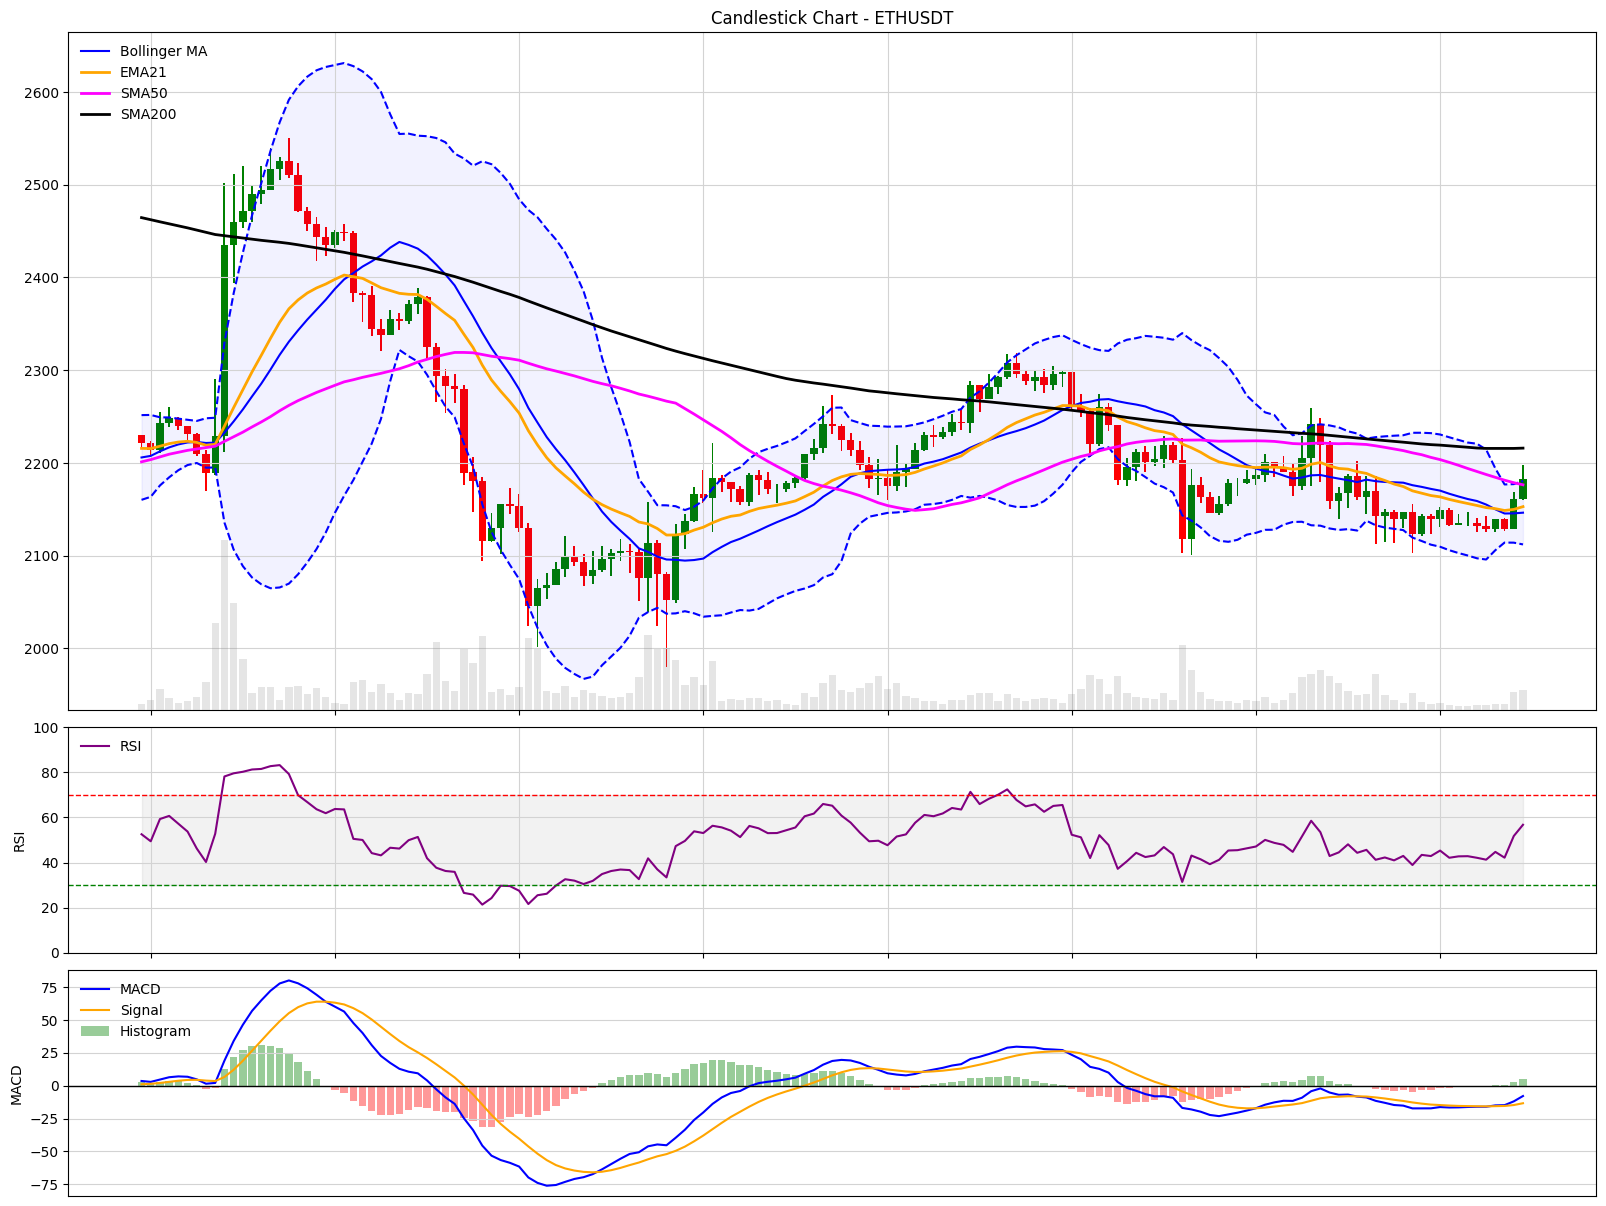 Candlestick Chart - ETHUSDT
Bollinger MA
EMA21
SMA50
SMA200
2600
2500
2400
2300
2200
2100
2000
RSI
100
80
60
40
20
0
RSI
MACD
Signal
Histogram
75
50
25
0
−25
−50
−75
MACD